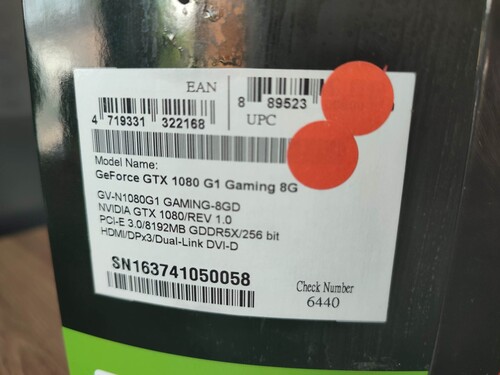 EAN
4 719331 322168
8 89523
UPC
Model Name:
GeForce GTX 1080 G1 Gaming 8G
GV-N1080G1 GAMING-8GD
NVIDIA GTX 1080/REV 1.0
PCI-E 3.0/8192MB GDDR5X/256 bit
HDMI/DPx3/Dual-Link DVI-D
SN163741050058
Check Number
6440